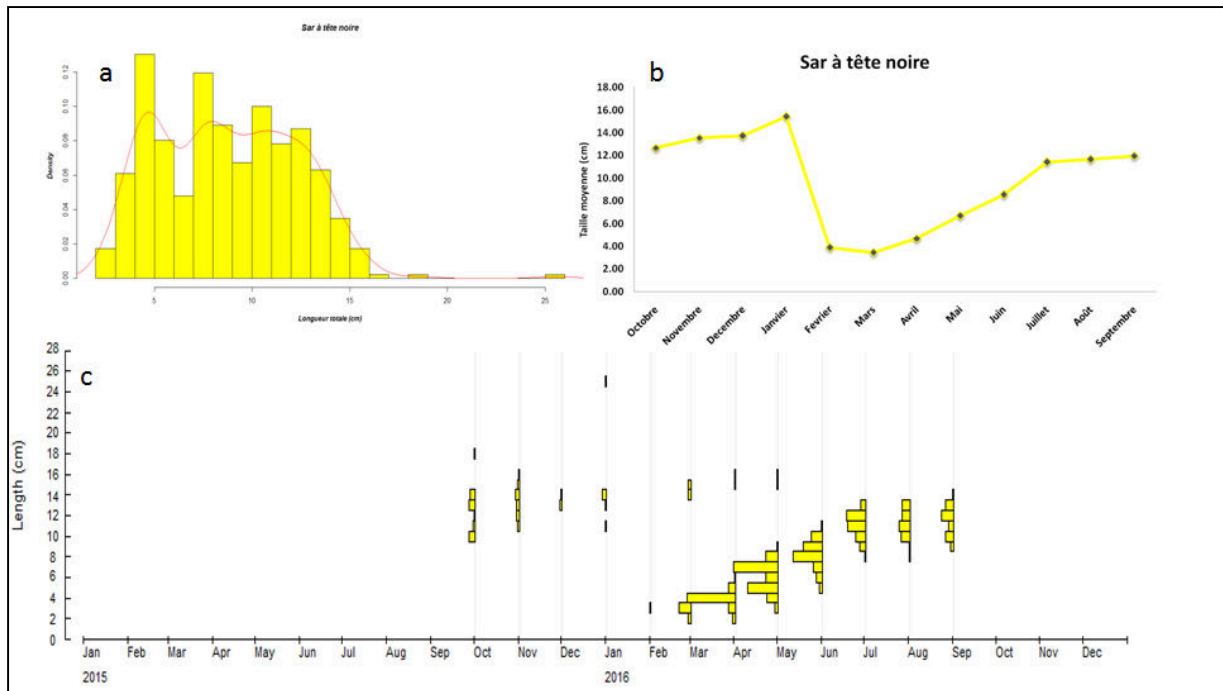 Sar à tête noire
a
Density
0.00 0.02 0.04 0.06 0.08 0.10 0.12
5 10 15 20 25
Longueur totale (cm)
b
Sar à tête noire
Taille moyenne (cm)
18.00
16.00
14.00
12.00
10.00
8.00
6.00
4.00
2.00
0.00
Octobre Novembre Decembre Janvier Fevrier Mars Avril Mai Juin Juillet Août Septembre
c
Length (cm)
28
26
24
22
20
18
16
14
12
10
8
6
4
2
0
Jan Feb Mar Apr May Jun Jul Aug Sep Oct Nov Dec Jan Feb Mar Apr May Jun Jul Aug Sep Oct Nov Dec
2015 2016